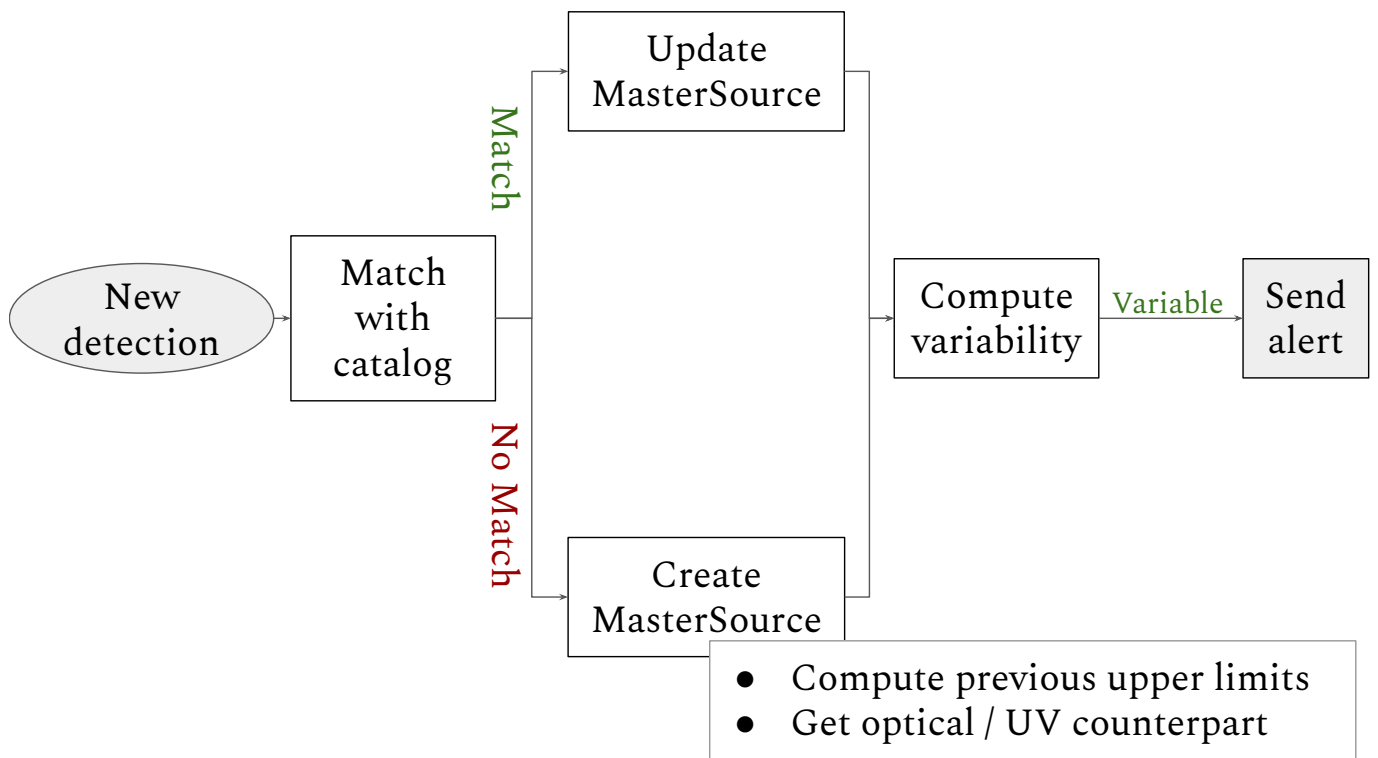 New
detection
Match
with
catalog
Match
No Match
Update
MasterSource
Create
MasterSource
● Compute previous upper limits
● Get optical / UV counterpart
Compute
variability
Variable
Send
alert